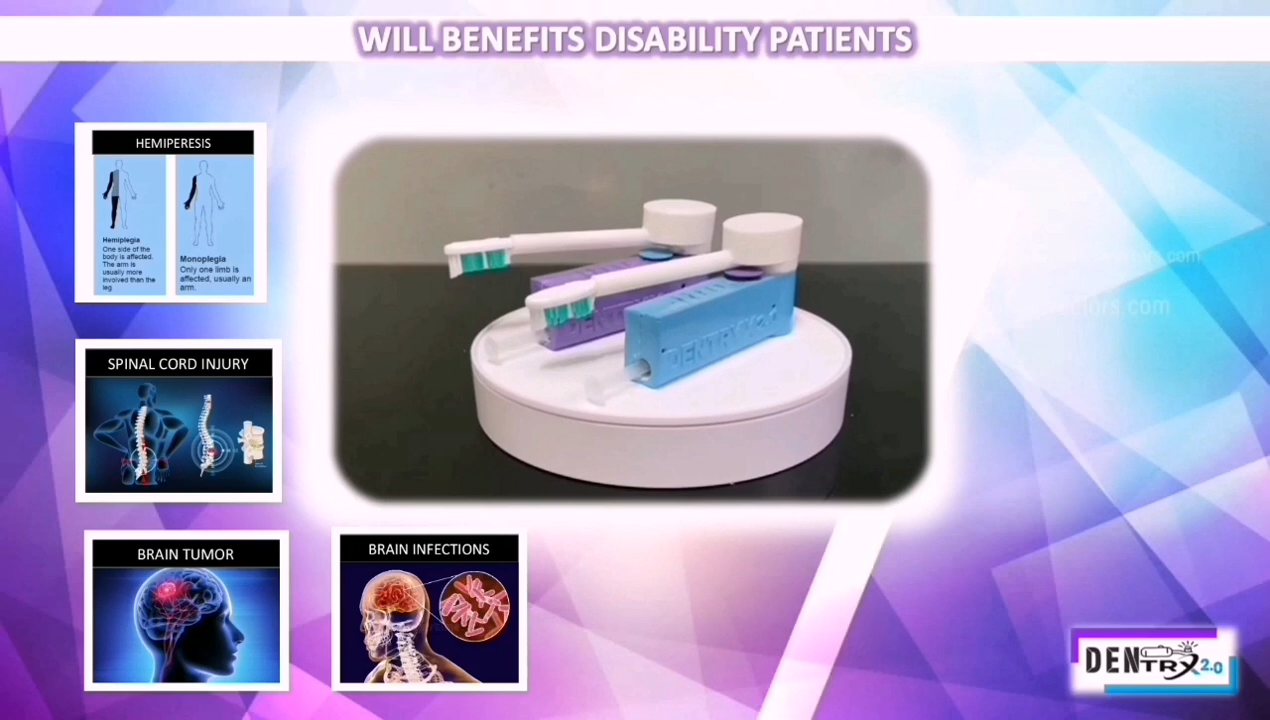 WILL BENEFITS DISABILITY PATIENTS
HEMIPERESIS
Hemiplegia
One side of the
body is affected.
The arm is
usually more
involved than the
leg
Monoplegia
Only one limb is
affected, usually an
arm.
SPINAL CORD INJURY
BRAIN TUMOR
BRAIN INFECTIONS
DENTRX 2.0